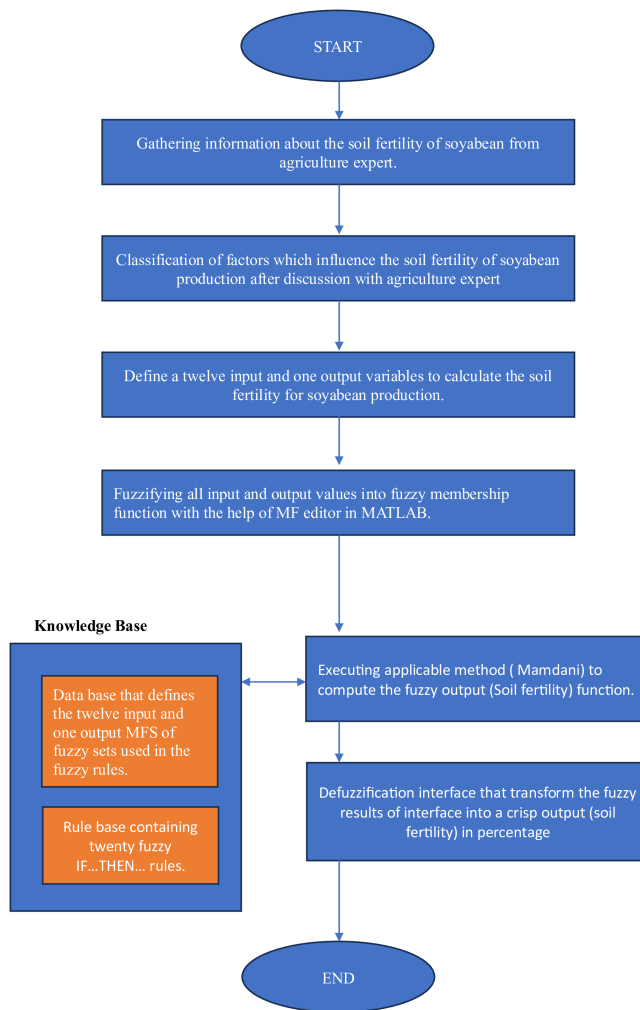 START
Gathering information about the soil fertility of soyabean from
agriculture expert.
Classification of factors which influence the soil fertility of soyabean
production after discussion with agriculture expert
Define a twelve input and one output variables to calculate the soil
fertility for soyabean production.
Fuzzifying all input and output values into fuzzy membership
function with the help of MF editor in MATLAB.
Knowledge Base
Data base that defines
the twelve input and
one output MFS of
fuzzy sets used in the
fuzzy rules.
Rule base containing
twenty fuzzy
IF...THEN... rules.
Executing applicable method ( Mamdani) to
compute the fuzzy output (Soil fertility) function.
Defuzzification interface that transform the fuzzy
results of interface into a crisp output (soil
fertility) in percentage
END